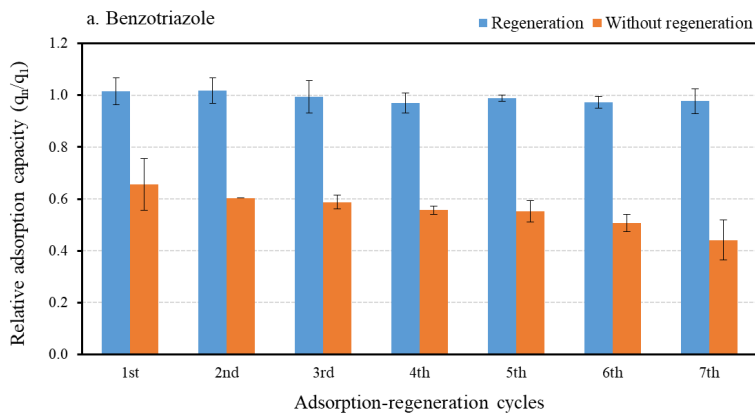 a. Benzotriazole
Regeneration Without regeneration
Relative adsorption capacity (qn/q1)
1.2
1.0
0.8
0.6
0.4
0.2
0.0
1st 2nd 3rd 4th 5th 6th 7th
Adsorption-regeneration cycles